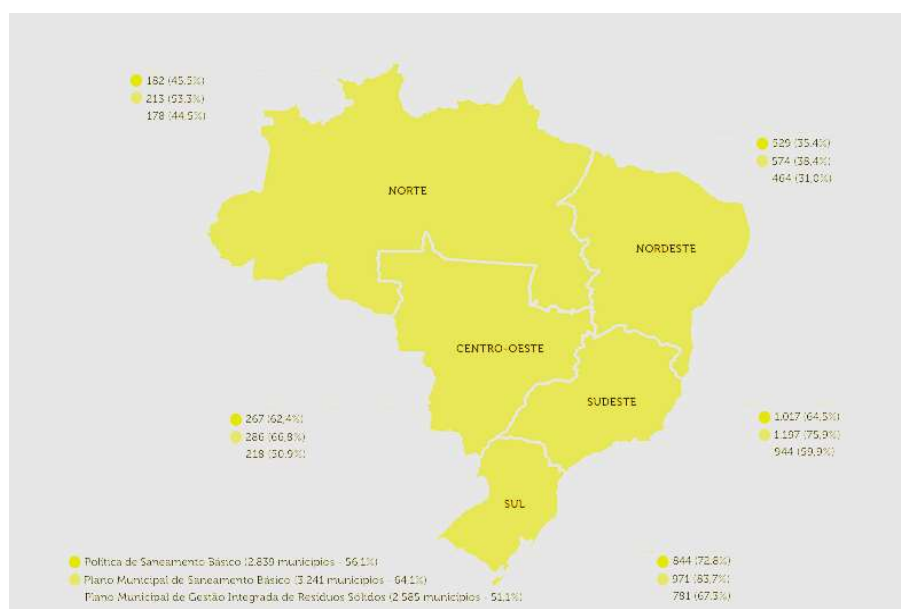 182 (45,5%)
213 (53,3%)
178 (44,5%)
529 (35,4%)
574 (38,4%)
464 (31,0%)
NORTE
NORDESTE
CENTRO-OESTE
SUDESTE
267 (62,4%)
286 (66,8%)
218 (50,9%)
1.017 (64,5%)
1.197 (75,9%)
944 (59,9%)
SUL
Política de Saneamento Básico (2.839 municípios - 56,1%)
Plano Municipal de Saneamento Básico (3.241 municípios - 64,1%)
Plano Municipal de Gestão Integrada de Resíduos Sólidos (2.585 municípios - 51,1%)
844 (72,8%)
971 (83,7%)
781 (67,3%)